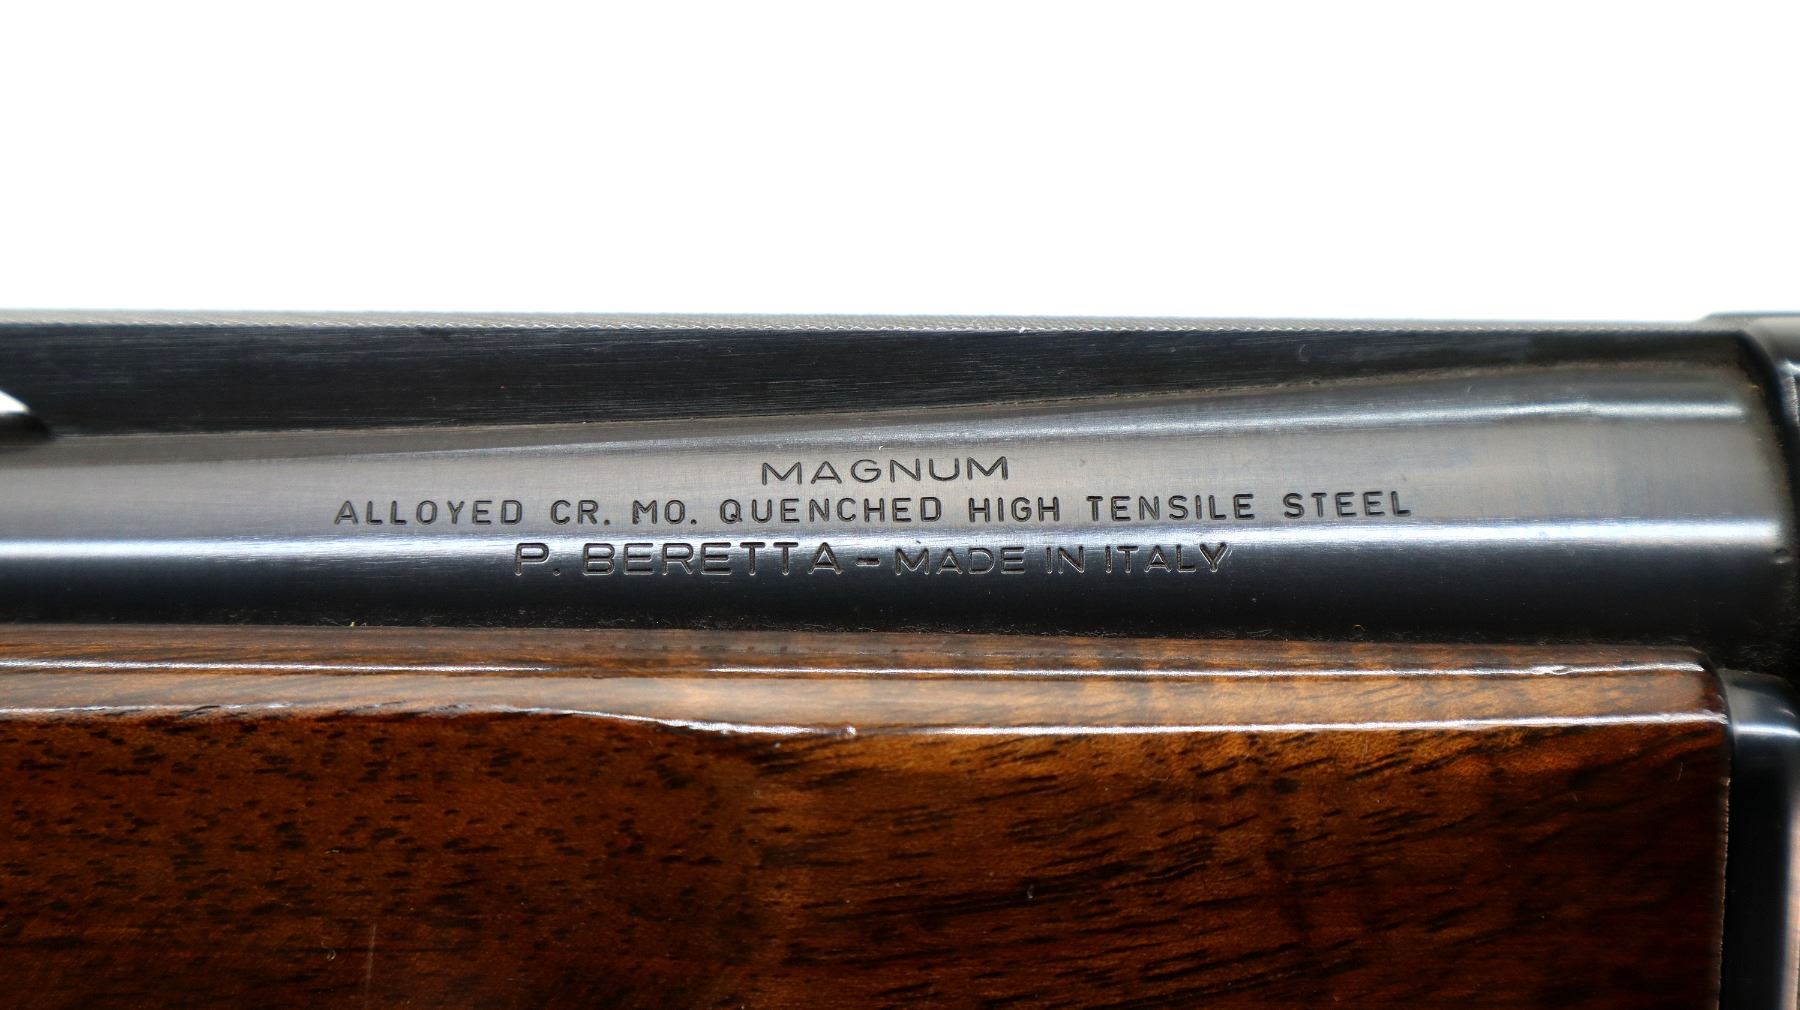 MAGNUM
ALLOYED CR. MO. QUENCHED HIGH TENSILE STEEL
P. BERETTA - MADE IN ITALY